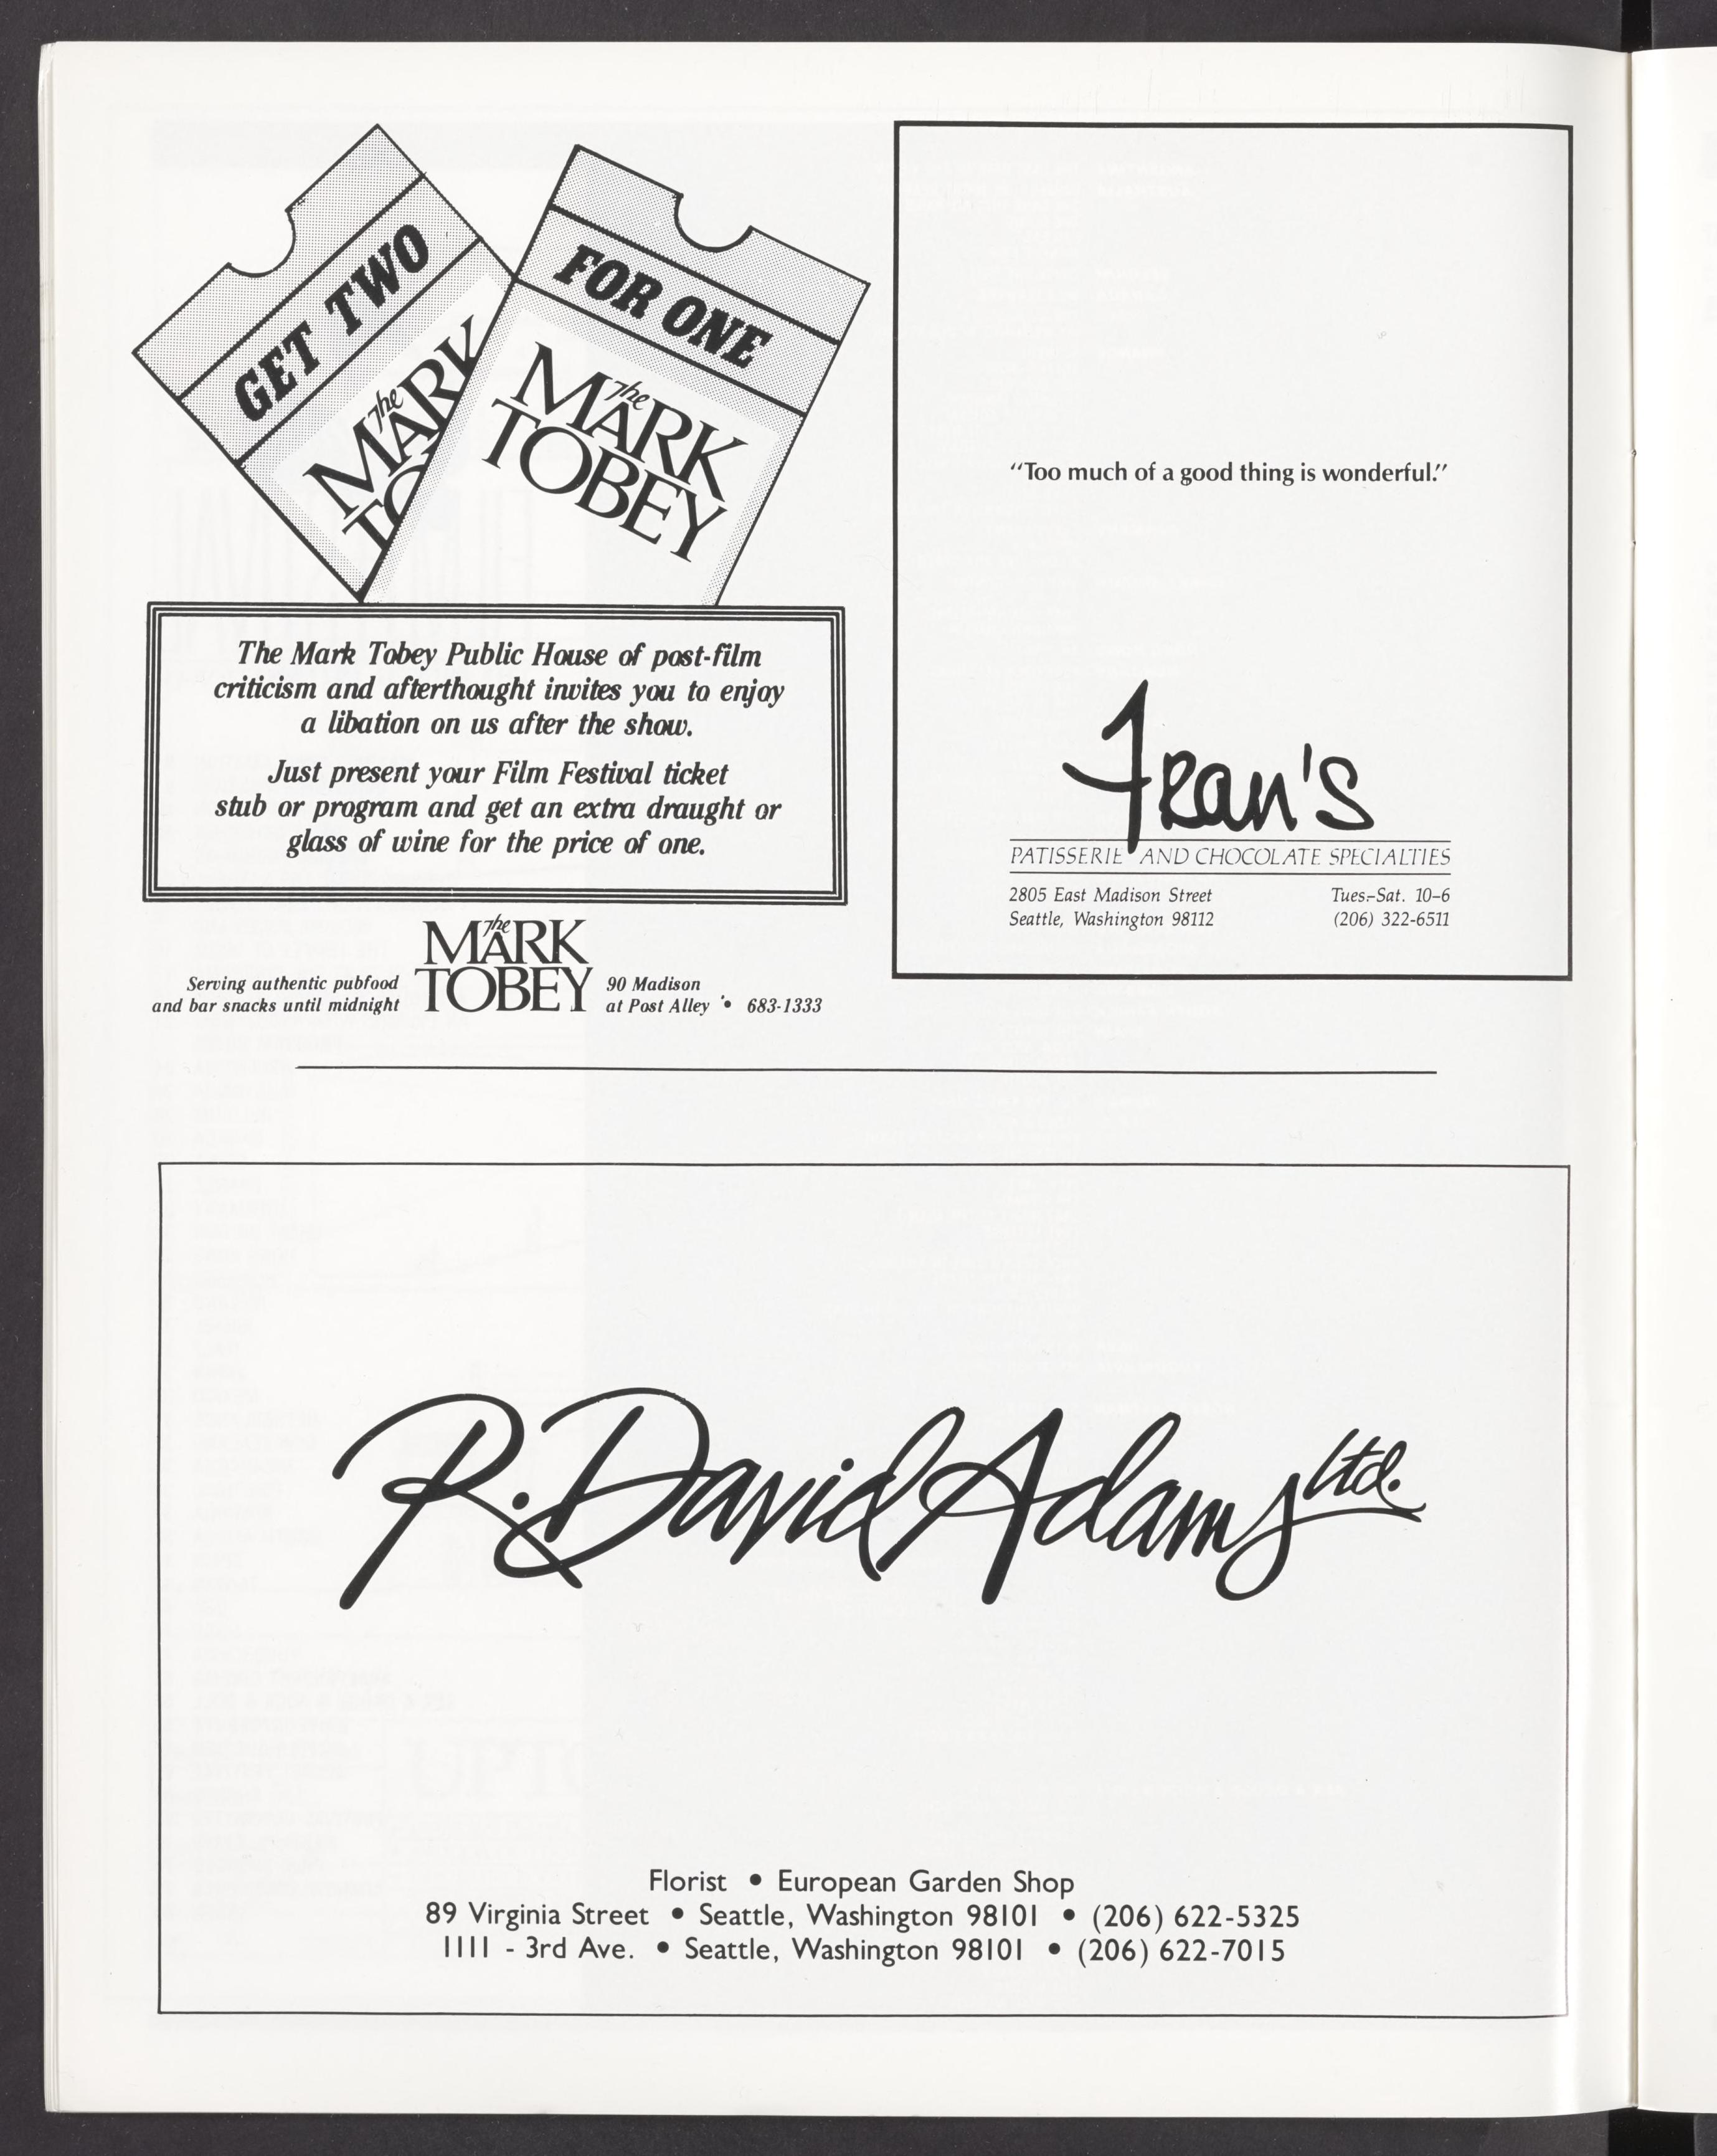 GET TWO
The
MARK
TO
FOR ONE
The
MARK
TOBEY
The Mark Tobey Public House of post-film
criticism and afterthought invites you to enjoy
a libation on us after the show.
Just present your Film Festival ticket
stub or program and get an extra draught or
glass of wine for the price of one.
Serving authentic pubfood
and bar snacks until midnight
The
MARK
TOBEY
90 Madison
at Post Alley • 683-1333
“Too much of a good thing is wonderful.”
Fran's
PATISSERIE AND CHOCOLATE SPECIALTIES
2805 East Madison Street
Seattle, Washington 98112
Tues.-Sat. 10-6
(206) 322-6511
R. David Adams Ltd.
Florist • European Garden Shop
89 Virginia Street • Seattle, Washington 98101 • (206) 622-5325
1111 - 3rd Ave. • Seattle, Washington 98101 • (206) 622-7015